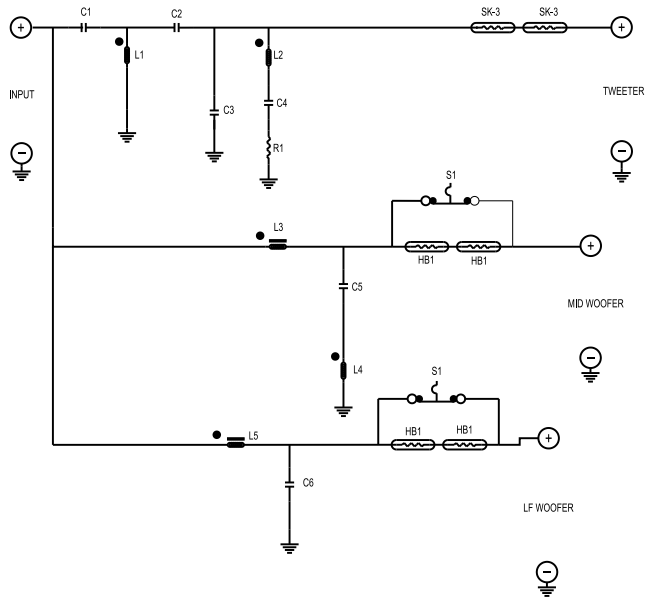 C1
C2
SK-3
SK-3
+
+
L1
L2
INPUT
TWEETER
C3
C4
R1
−
−
S1
L3
+
HB1
HB1
C5
MID WOOFER
L4
−
S1
L5
HB1
HB1
+
C6
LF WOOFER
−